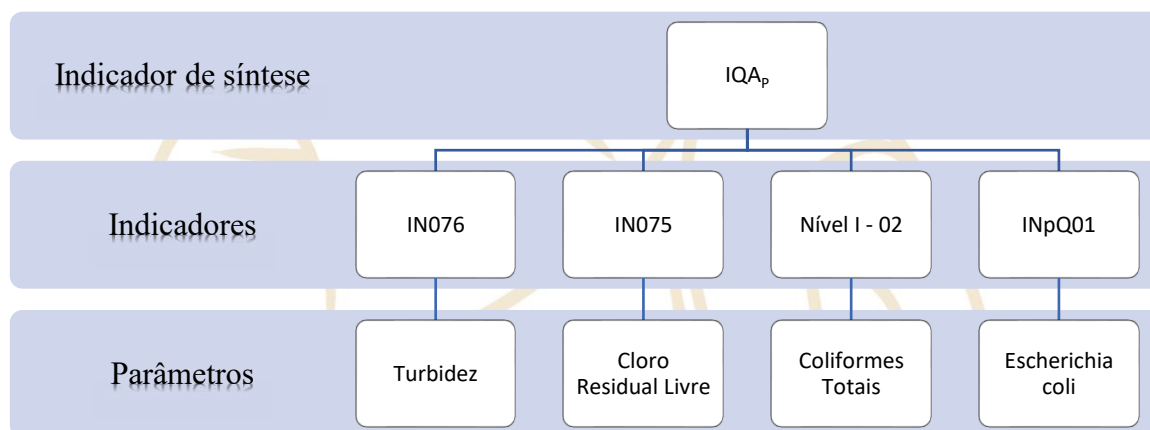 Indicador de síntese
IQAP
Indicadores
IN076
IN075
Nível I - 02
INpQ01
Parâmetros
Turbidez
Cloro
Residual Livre
Coliformes
Totais
Escherichia
coli